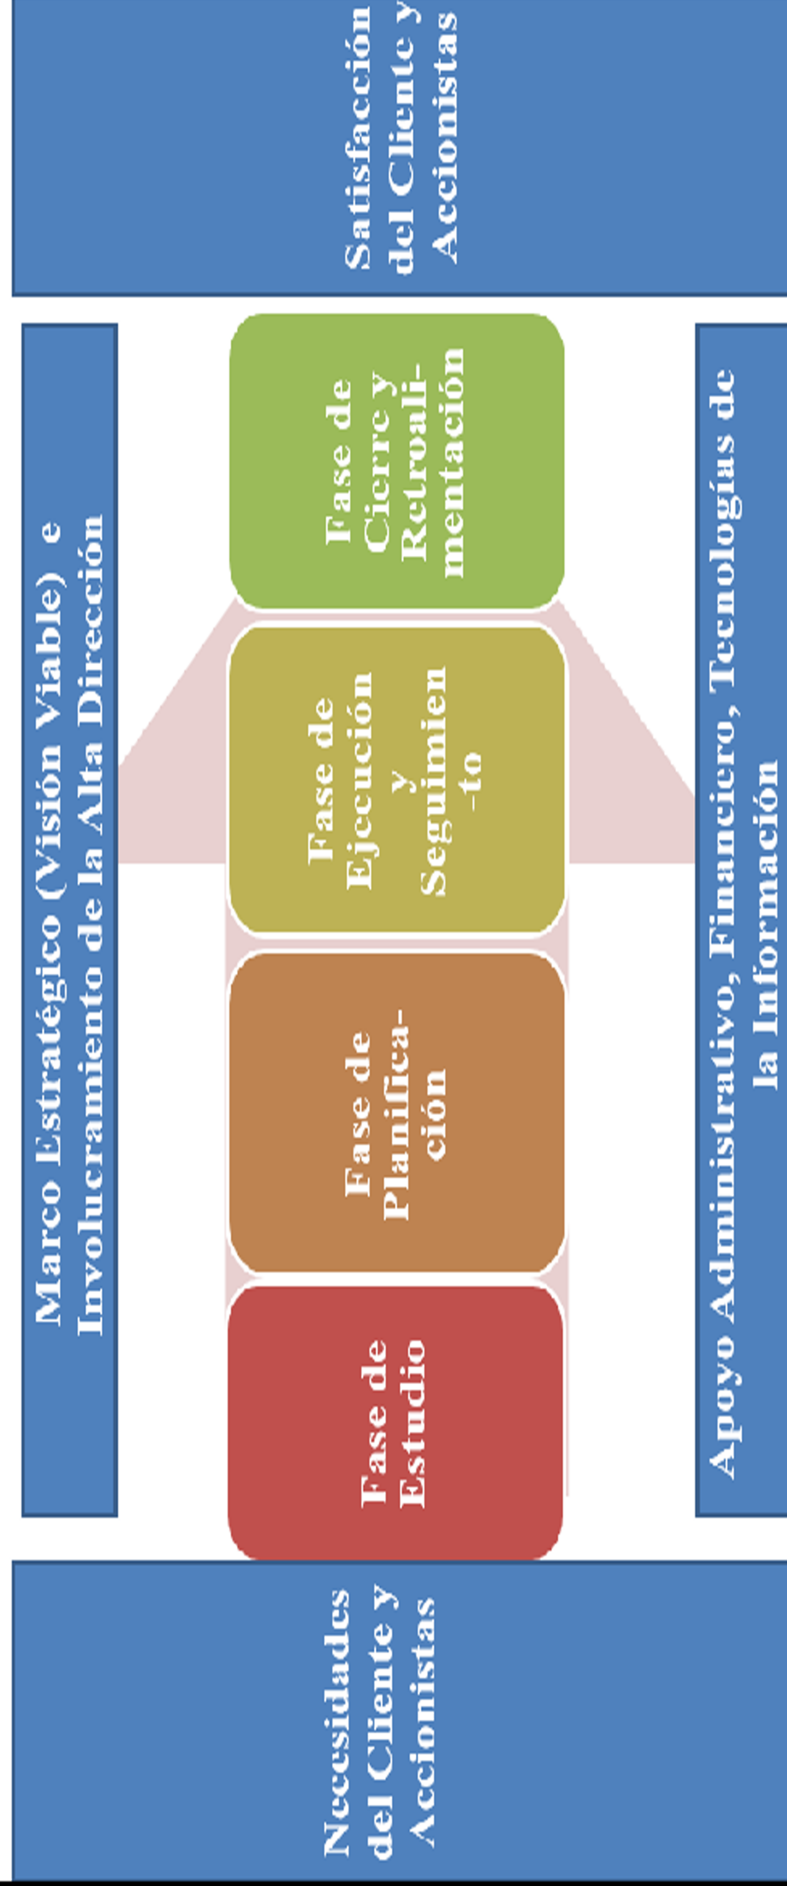 Marco Estratégico (Visión Viable) e
Involucramiento de la Alta Dirección
Necesidades
del Cliente y
Accionistas
Fase de
Estudio
Fase de
Planifica-
ción
Fase de
Ejecución
y
Seguimien
-to
Fase de
Cierre y
Retroali-
mentación
Satisfacción
del Cliente y
Accionistas
Apoyo Administrativo, Financiero, Tecnologías de
la Información